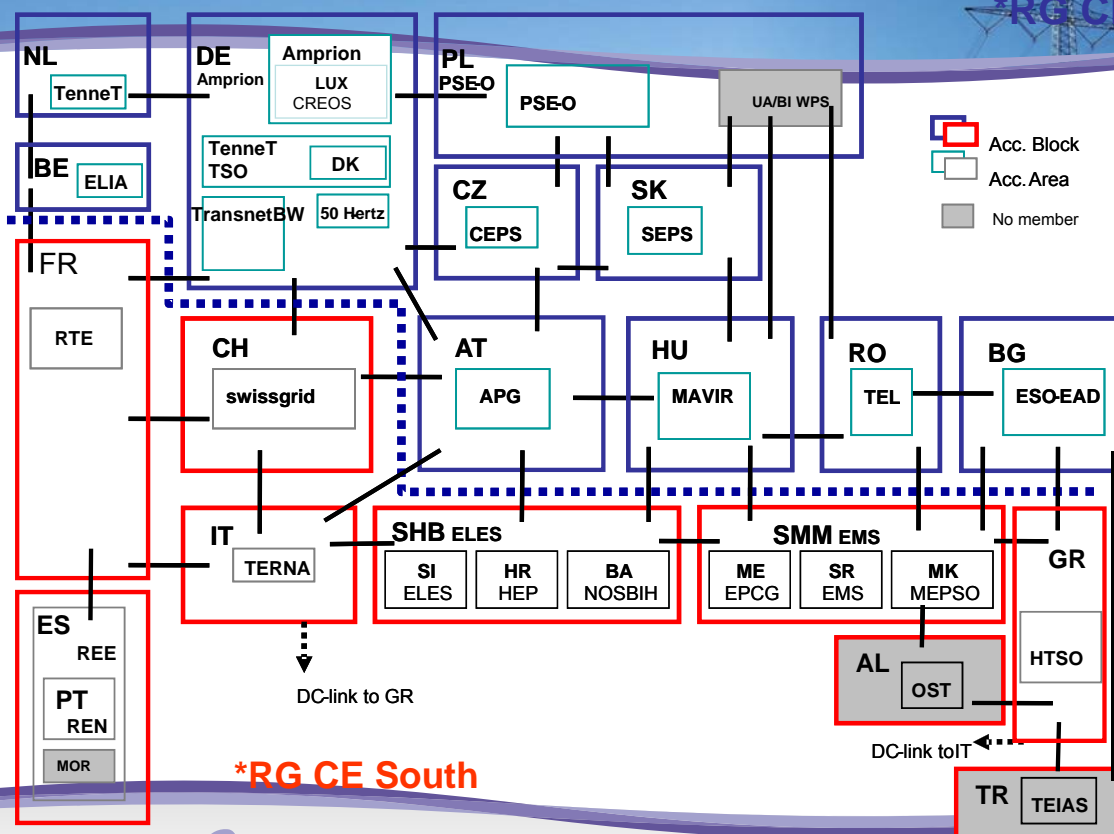 *RG CE
NL
TenneT
DE
Amprion
Amprion
LUX
CREOS
TenneT
TSO
DK
TransnetBW
50 Hertz
PL
PSE-O
PSE-O
UA/BI WPS
Acc. Block
Acc. Area
No member
BE
ELIA
CZ
CEPS
SK
SEPS
FR
RTE
CH
swissgrid
AT
APG
HU
MAVIR
RO
TEL
BG
ESO-EAD
IT
TERNA
SHB ELES
SI
ELES
HR
HEP
BA
NOSBIH
SMM EMS
ME
EPCG
SR
EMS
MK
MEPSO
GR
HTSO
ES
REE
PT
REN
MOR
DC-link to GR
AL
OST
DC-link toIT
*RG CE South
TR
TEIAS